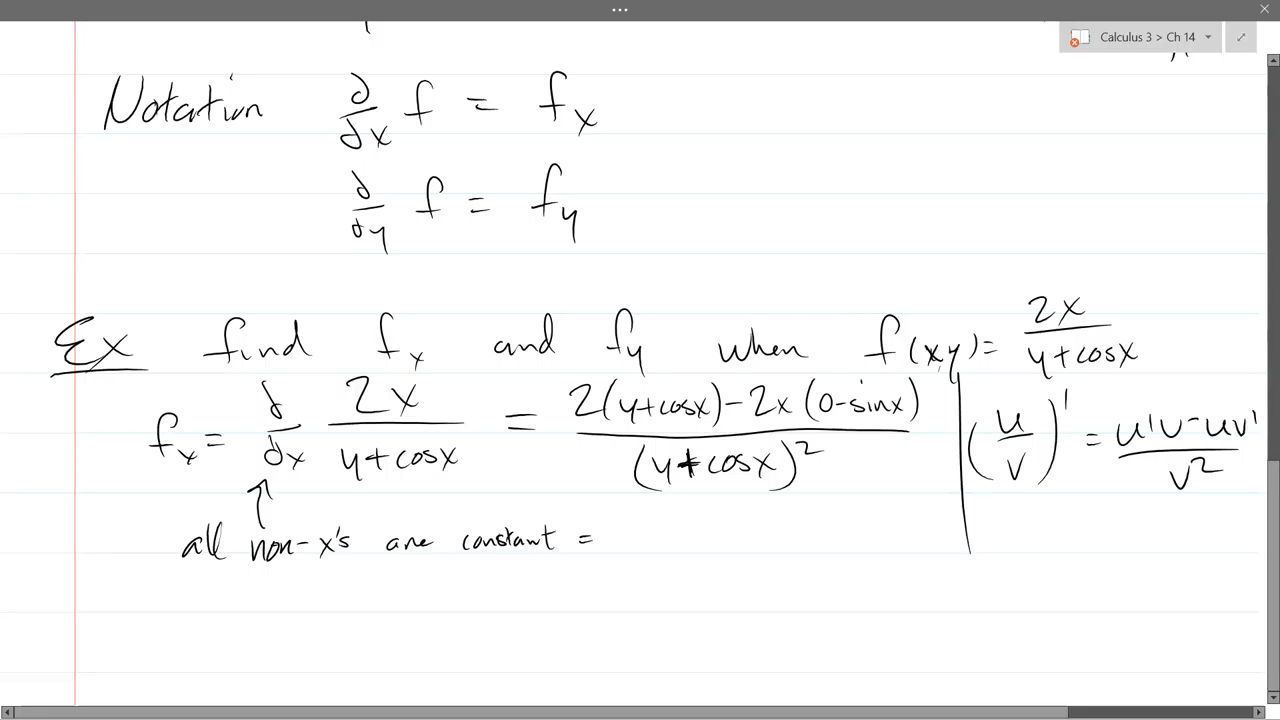 Calculus 3 > Ch 14
Notation ∂/∂x f = f_x
∂/∂y f = f_y
Ex find f_x and f_y when f(x,y) = 2x/(y+cosx)
f_x = ∂/∂x 2x/(y+cosx) = (2(y+cosx) - 2x(0-sinx))/(y+cosx)^2 | (u/v)' = (u'v - uv')/v^2
all non-x's are constant =